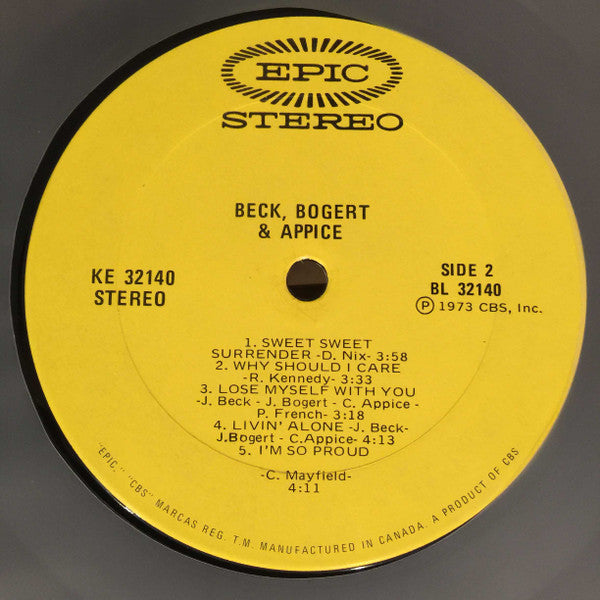 EPIC
STEREO
BECK, BOGERT
& APPICE
KE 32140
STEREO
SIDE 2
BL 32140
Ⓟ 1973 CBS, Inc.
1. SWEET SWEET
SURRENDER -D. Nix- 3:58
2. WHY SHOULD I CARE
-R. Kennedy- 3:33
3. LOSE MYSELF WITH YOU
-J. Beck - J. Bogert - C. Appice -
P. French- 3:18
4. LIVIN' ALONE -J. Beck-
J.Bogert - C.Appice- 4:13
5. I'M SO PROUD
-C. Mayfield-
4:11
"EPIC," "CBS" MARCAS REG. T.M. MANUFACTURED IN CANADA. A PRODUCT OF CBS